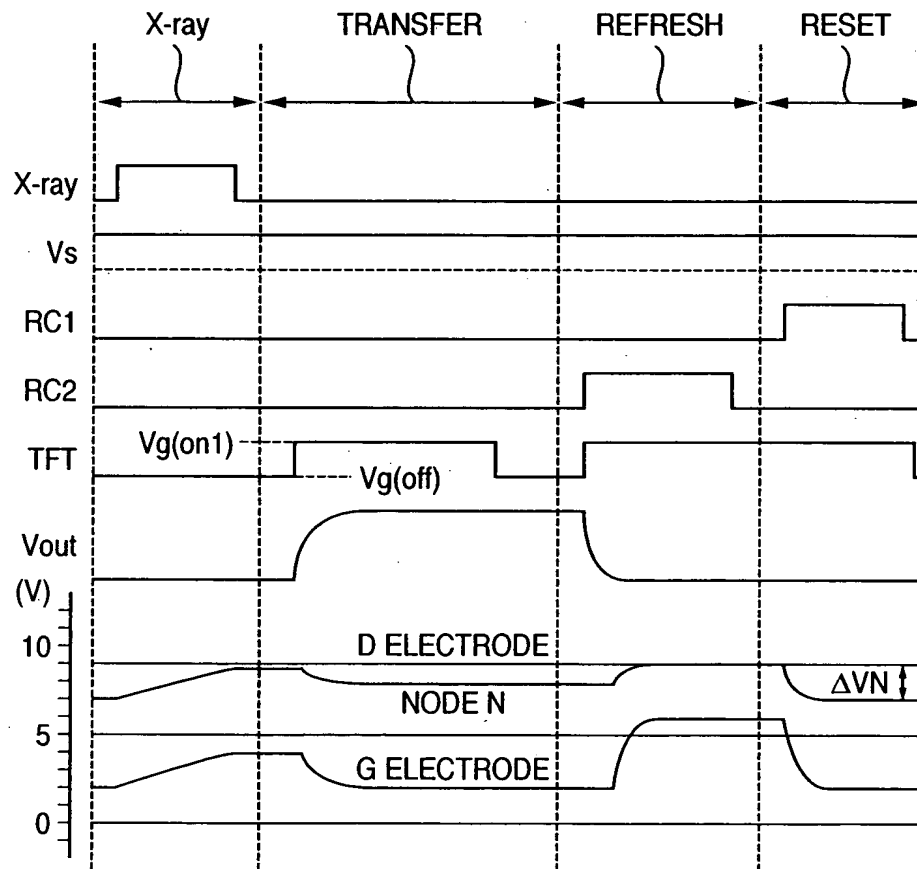 X-ray TRANSFER REFRESH RESET
X-ray
Vs
RC1
RC2
Vg(on1)
TFT
Vg(off)
Vout
(V)
10
D ELECTRODE
ΔVN
NODE N
5
G ELECTRODE
0